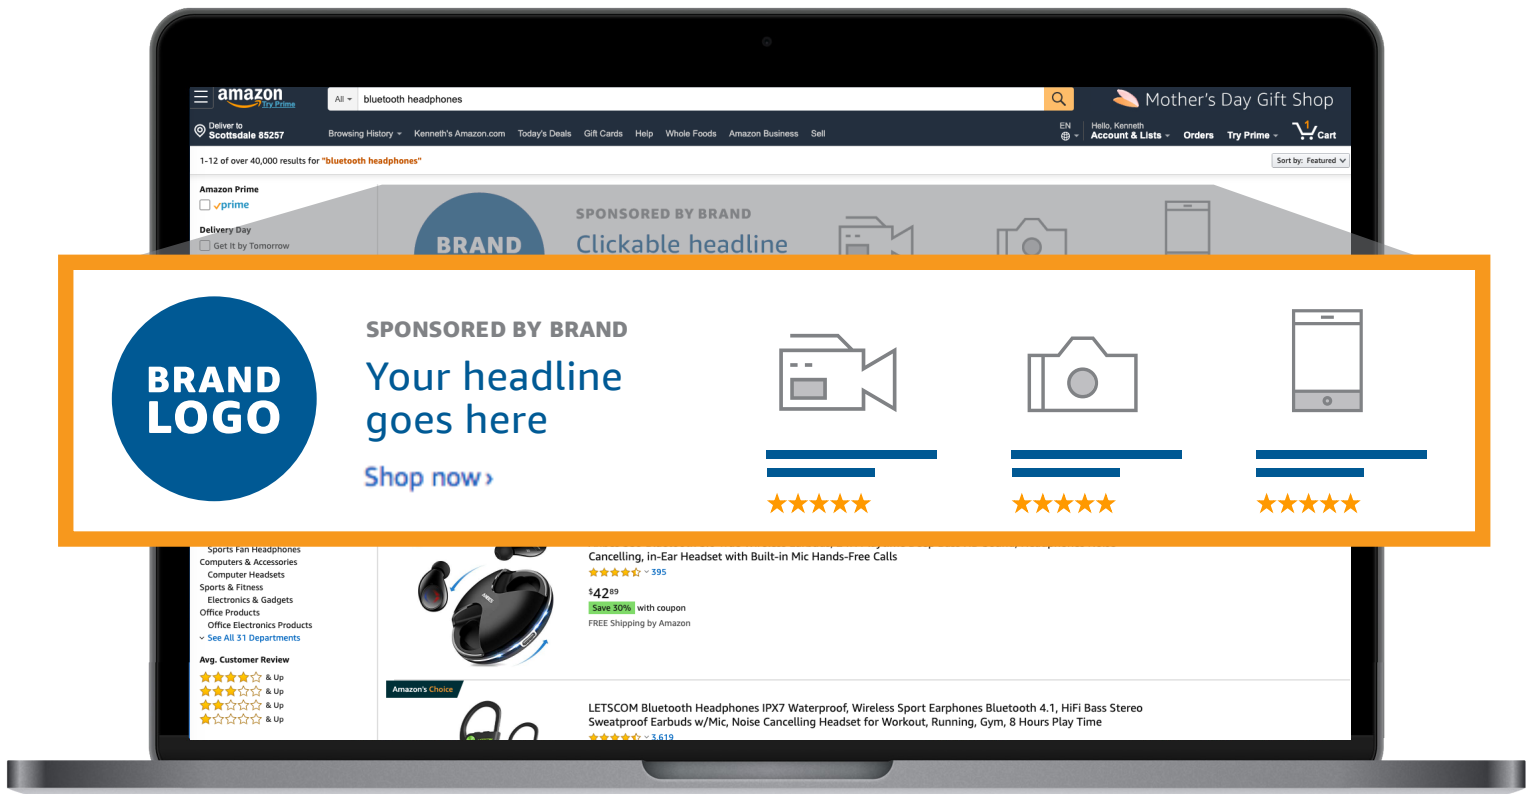 amazon
Try Prime
All
bluetooth headphones
Mother's Day Gift Shop
Deliver to
Scottsdale 85257
Browsing History
Kenneth's Amazon.com
Today's Deals
Gift Cards
Help
Whole Foods
Amazon Business
Sell
EN
Hello, Kenneth
Account & Lists
Orders
Try Prime
1
Cart
1-12 of over 40,000 results for "bluetooth headphones"
Sort by: Featured
Amazon Prime
prime
Delivery Day
Get It by Tomorrow
BRAND
SPONSORED BY BRAND
Clickable headline
BRAND
LOGO
SPONSORED BY BRAND
Your headline
goes here
Shop now ›
Sports Fan Headphones
Computers & Accessories
Computer Headsets
Sports & Fitness
Electronics & Gadgets
Office Products
Office Electronics Products
See All 31 Departments
Avg. Customer Review
& Up
& Up
& Up
& Up
Cancelling, in-Ear Headset with Built-in Mic Hands-Free Calls
395
$4289
Save 30% with coupon
FREE Shipping by Amazon
Amazon's Choice
LETSCOM Bluetooth Headphones IPX7 Waterproof, Wireless Sport Earphones Bluetooth 4.1, HiFi Bass Stereo
Sweatproof Earbuds w/Mic, Noise Cancelling Headset for Workout, Running, Gym, 8 Hours Play Time
3,619